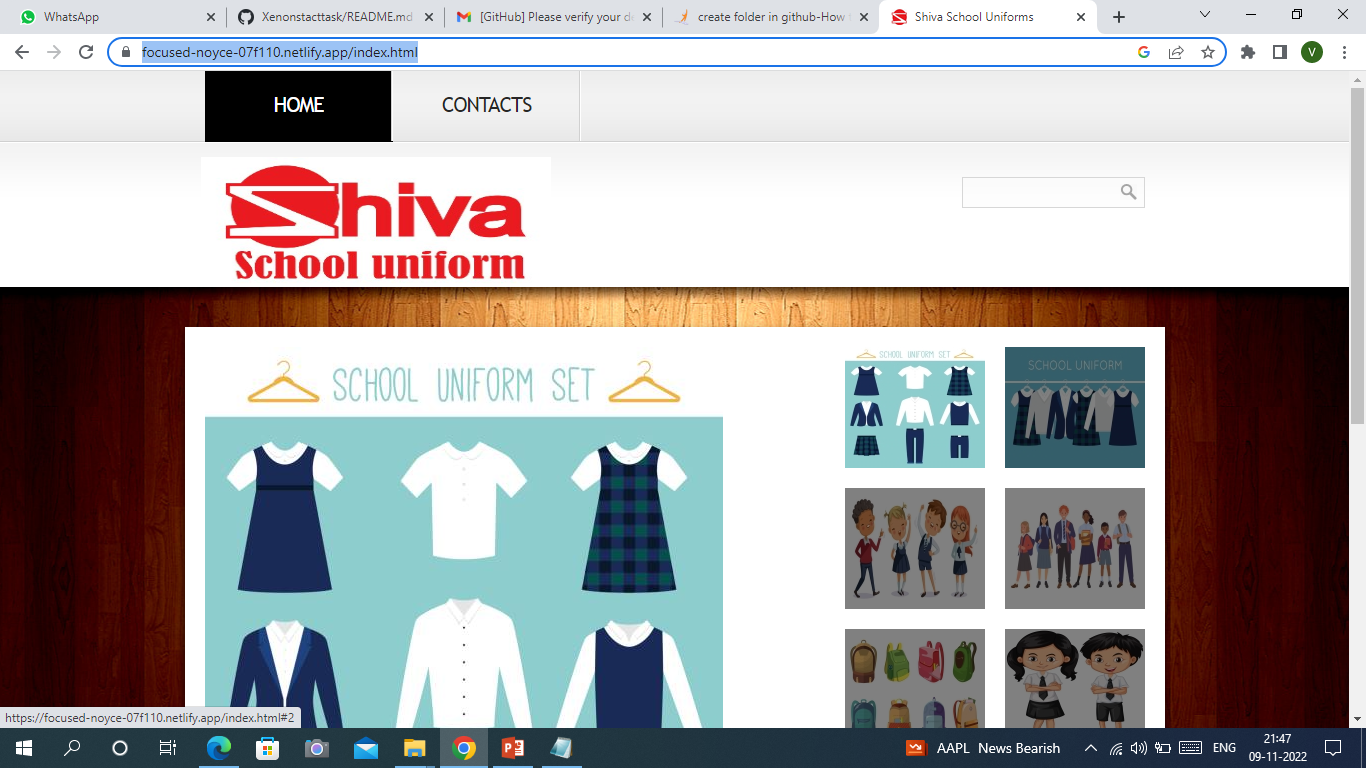 WhatsApp
Xenonstacttask/README.md
[GitHub] Please verify your de
create folder in github-How
Shiva School Uniforms
focused-noyce-07f110.netlify.app/index.html
V
HOME
CONTACTS
Shiva
School uniform
SCHOOL UNIFORM SET
SCHOOL UNIFORM SET
SCHOOL UNIFORM
https://focused-noyce-07f110.netlify.app/index.html#2
AAPL News Bearish
ENG
21:47
09-11-2022